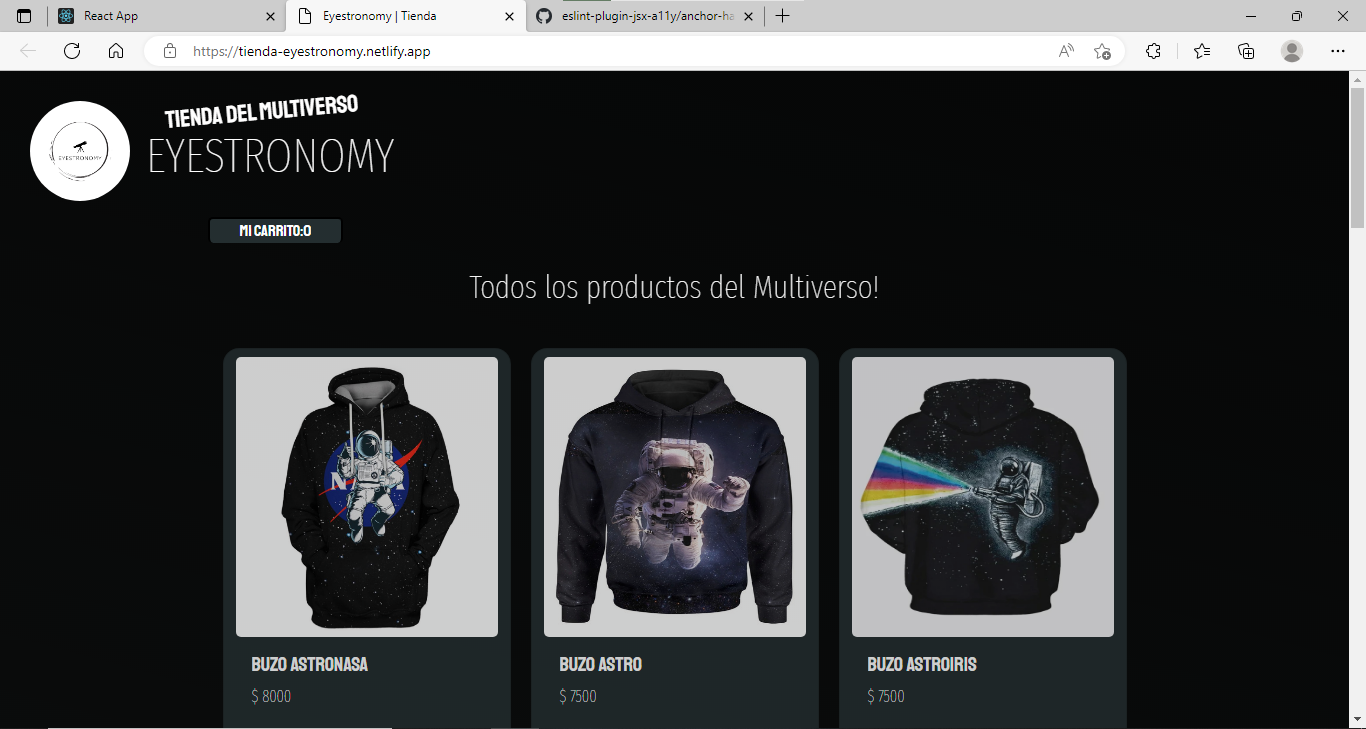 React App
Eyestronomy | Tienda
eslint-plugin-jsx-a11y/anchor-ha
https://tienda-eyestronomy.netlify.app
EYESTRONOMY
TIENDA DEL MULTIVERSO
EYESTRONOMY
MI CARRITO:0
Todos los productos del Multiverso!
BUZO ASTRONASA
$ 8000
BUZO ASTRO
$ 7500
BUZO ASTROIRIS
$ 7500